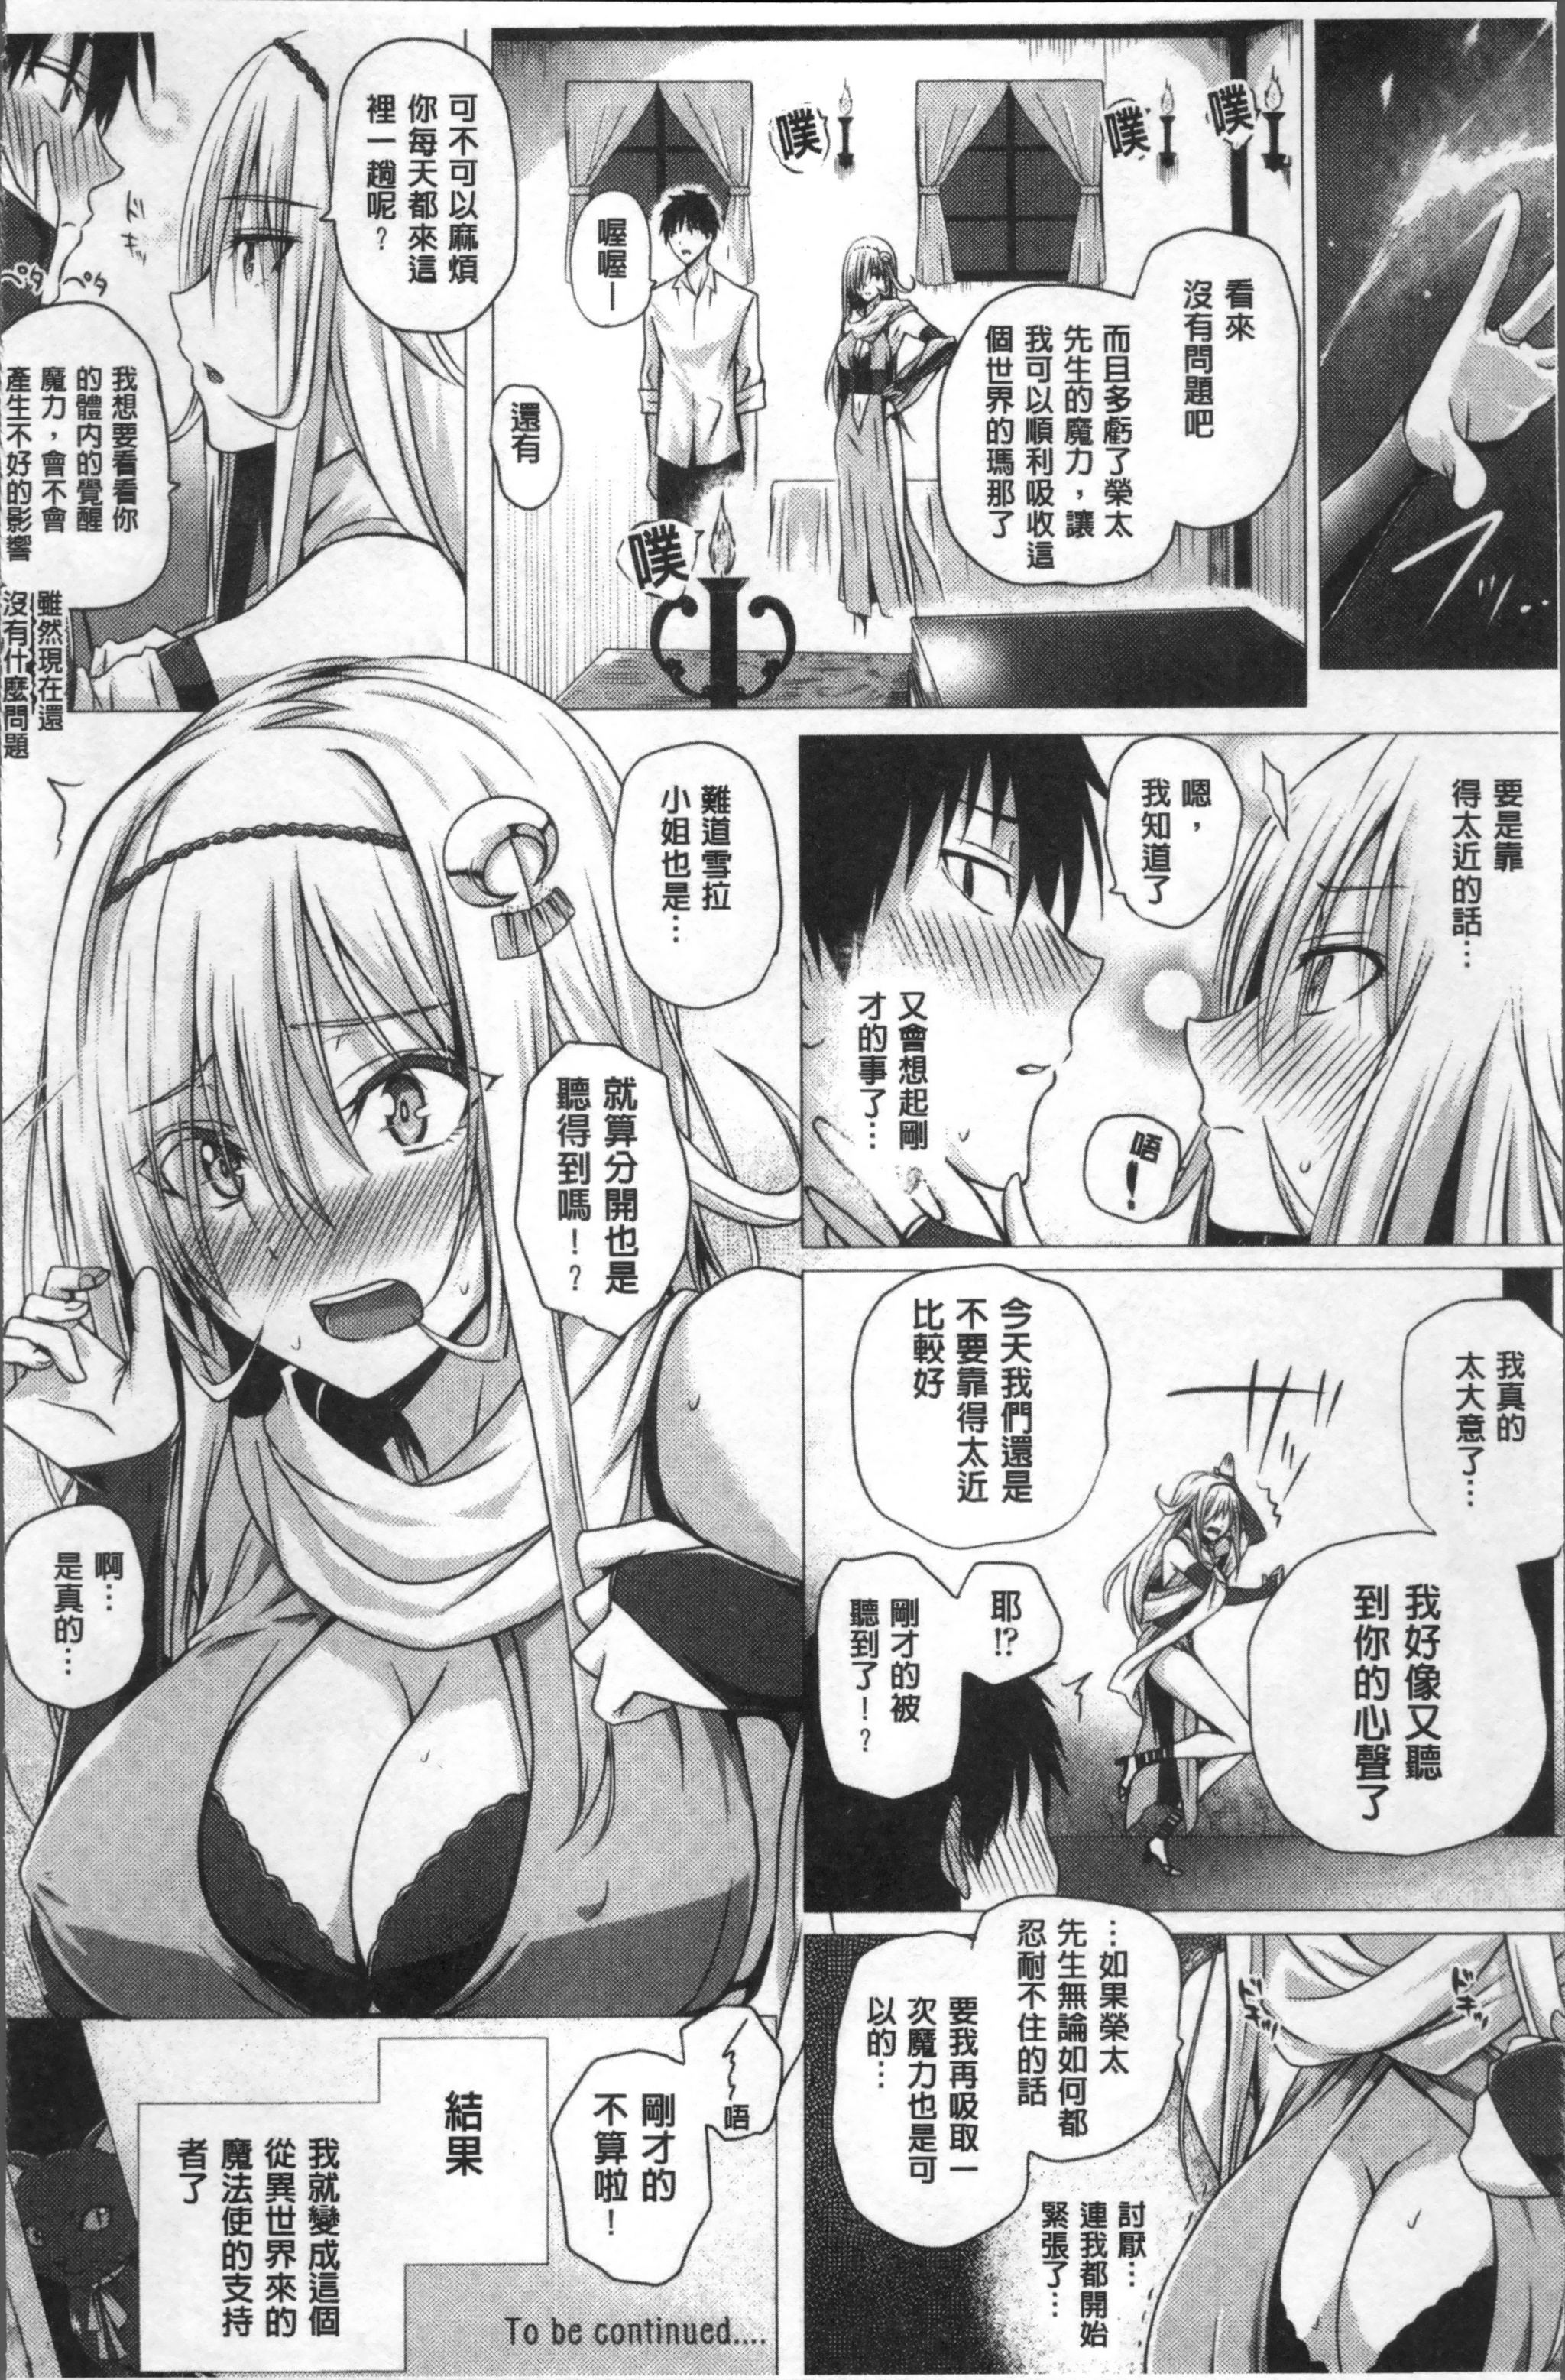 看來
沒有問題吧
而且多虧了榮太
先生的魔力，讓
我可以順利吸收這
個世界的瑪那了
噗
噗
噗
噗
喔喔ー
還有
可不可以麻煩
你每天都來這
裡一趟呢？
ドキ
ペタ
ペタ
我想要看看你
的體內的覺醒
魔力，會不會
產生不好的影響
雖然現在還
沒有什麼問題
要是靠
得太近的話…
嗯，
我知道了
又會想起剛
才的事了…
唔！
我真的
太大意了…
我好像又聽
到你的心聲了
今天我們還是
不要靠得太近
比較好
耶!?
剛才的被
聽到了！？
難道雪拉
小姐也是…
就算分開也是
聽得到嗎！？
啊…
是真的…
ドキ
ドキ
…如果榮太
先生無論如何都
忍耐不住的話
要我再吸取一
次魔力也是可
以的…
討厭…
連我都開始
緊張了…
唔
剛才的
不算啦！
結果
我就變成這個
從異世界來的
魔法使的支持
者了
To be continued....